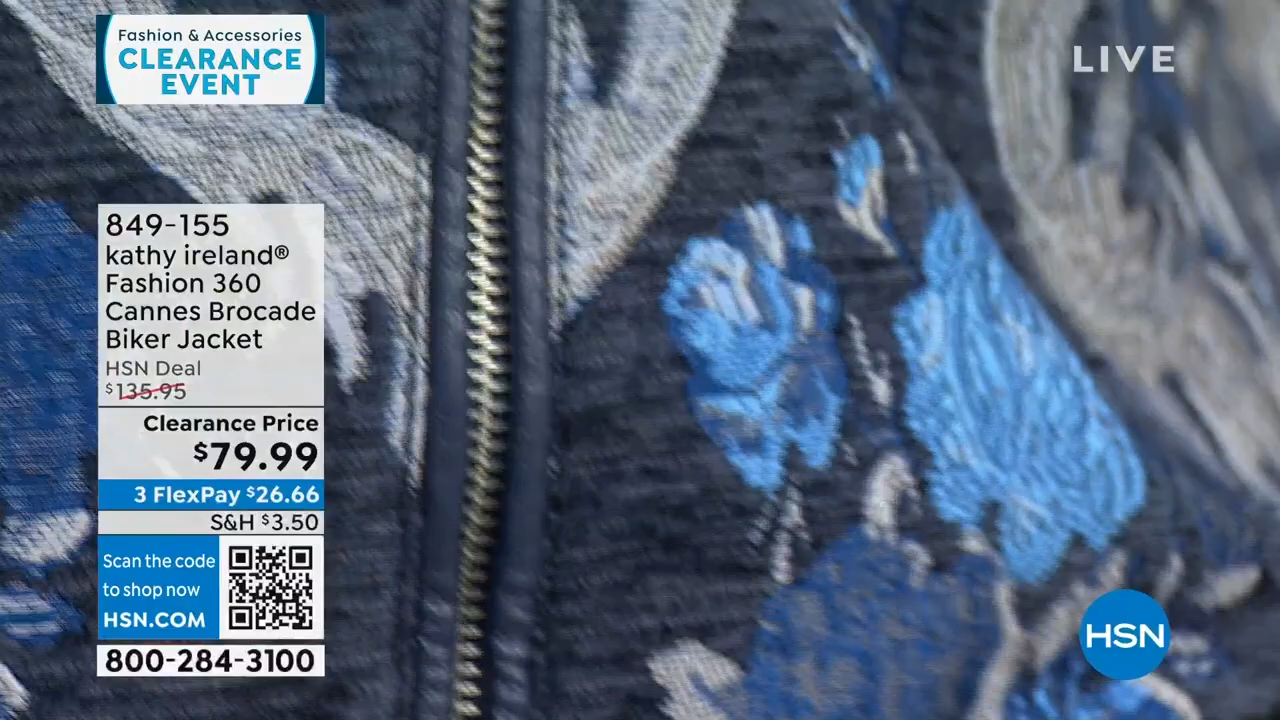 Fashion & Accessories
CLEARANCE
EVENT
LIVE
849-155
kathy ireland®
Fashion 360
Cannes Brocade
Biker Jacket
HSN Deal
$135.95
Clearance Price
$79.99
3 FlexPay $26.66
S&H $3.50
Scan the code
to shop now
HSN.COM
800-284-3100
HSN